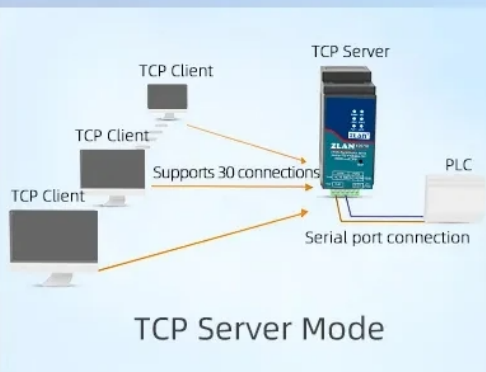 TCP Server
TCP Client
TCP Client
Supports 30 connections
PLC
TCP Client
Serial port connection
ZLAN
ZLAN
TCP Server Mode